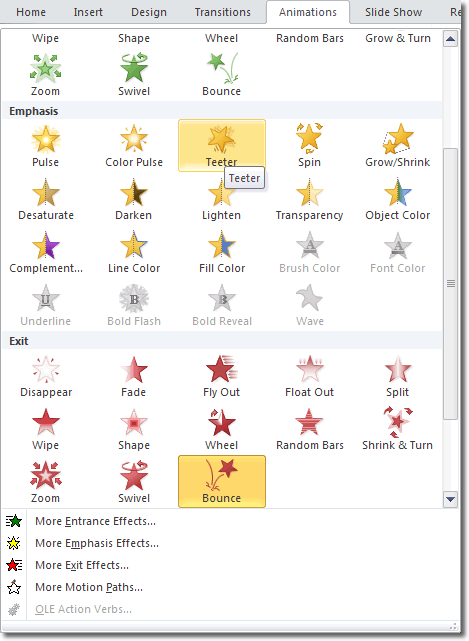 Home Insert Design Transitions Animations Slide Show Re
Wipe Shape Wheel Random Bars Grow & Turn
Zoom Swivel Bounce
Emphasis
Pulse Color Pulse Teeter Spin Grow/Shrink
Teeter
Desaturate Darken Lighten Transparency Object Color
Complement... Line Color Fill Color Brush Color Font Color
U B B
Underline Bold Flash Bold Reveal Wave
Exit
Disappear Fade Fly Out Float Out Split
Wipe Shape Wheel Random Bars Shrink & Turn
Zoom Swivel Bounce
More Entrance Effects...
More Emphasis Effects...
More Exit Effects...
More Motion Paths...
OLE Action Verbs...